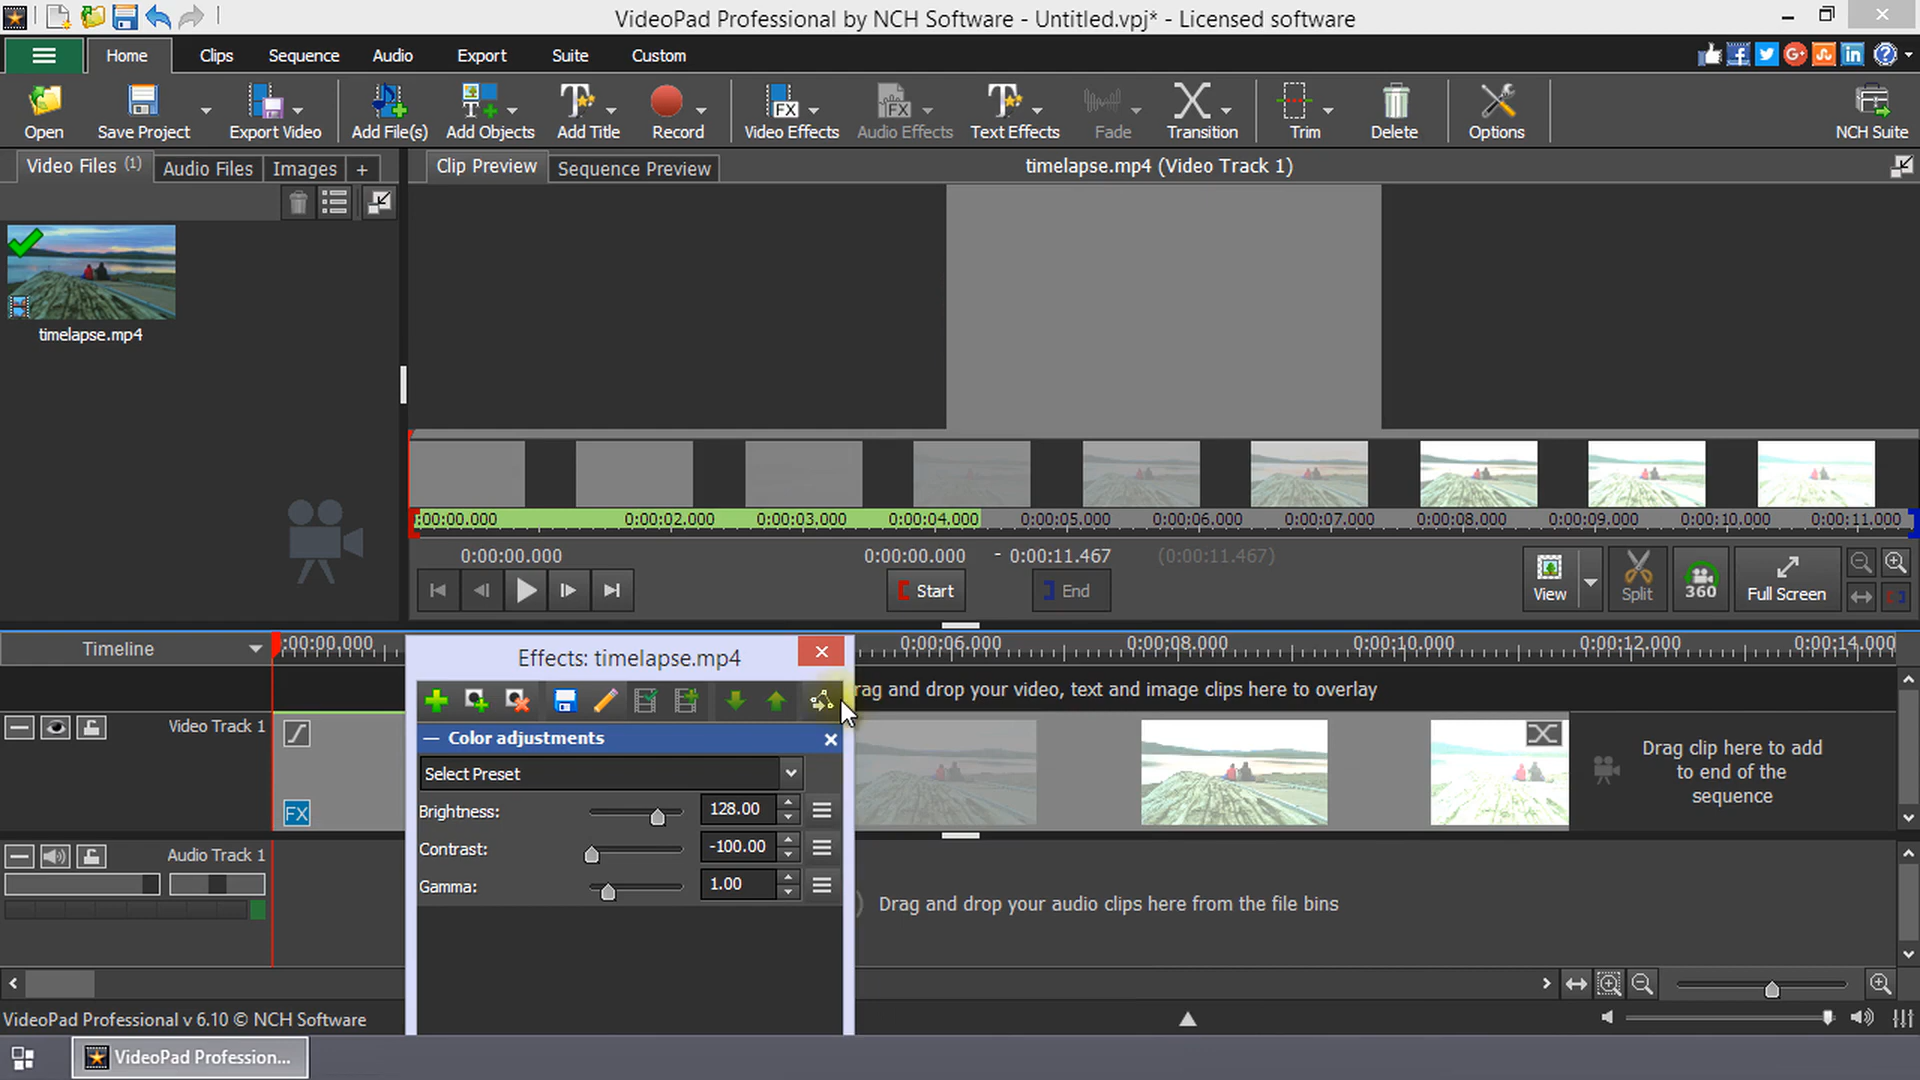 VideoPad Professional by NCH Software - Untitled.vpj* - Licensed software
Home Clips Sequence Audio Export Suite Custom
Open Save Project Export Video Add File(s) Add Objects Add Title Record Video Effects Audio Effects Text Effects Fade Transition Trim Delete Options NCH Suite
Video Files (1) Audio Files Images +
Clip Preview Sequence Preview timelapse.mp4 (Video Track 1)
timelapse.mp4
:00:00.000 0:00:02.000 0:00:03.000 0:00:04.000 0:00:05.000 0:00:06.000 0:00:07.000 0:00:08.000 0:00:09.000 0:00:10.000 0:00:11.000
0:00:00.000 0:00:00.000 - 0:00:11.467 (0:00:11.467)
Start End View Split 360 Full Screen
Timeline :00:00.000 0:00:06.000 0:00:08.000 0:00:10.000 0:00:12.000 0:00:14.000
Effects: timelapse.mp4
rag and drop your video, text and image clips here to overlay
Video Track 1
FX
Color adjustments
Select Preset
Brightness: 128.00
Contrast: -100.00
Gamma: 1.00
Drag clip here to add
to end of the
sequence
Audio Track 1
Drag and drop your audio clips here from the file bins
VideoPad Professional v 6.10 © NCH Software
VideoPad Profession...